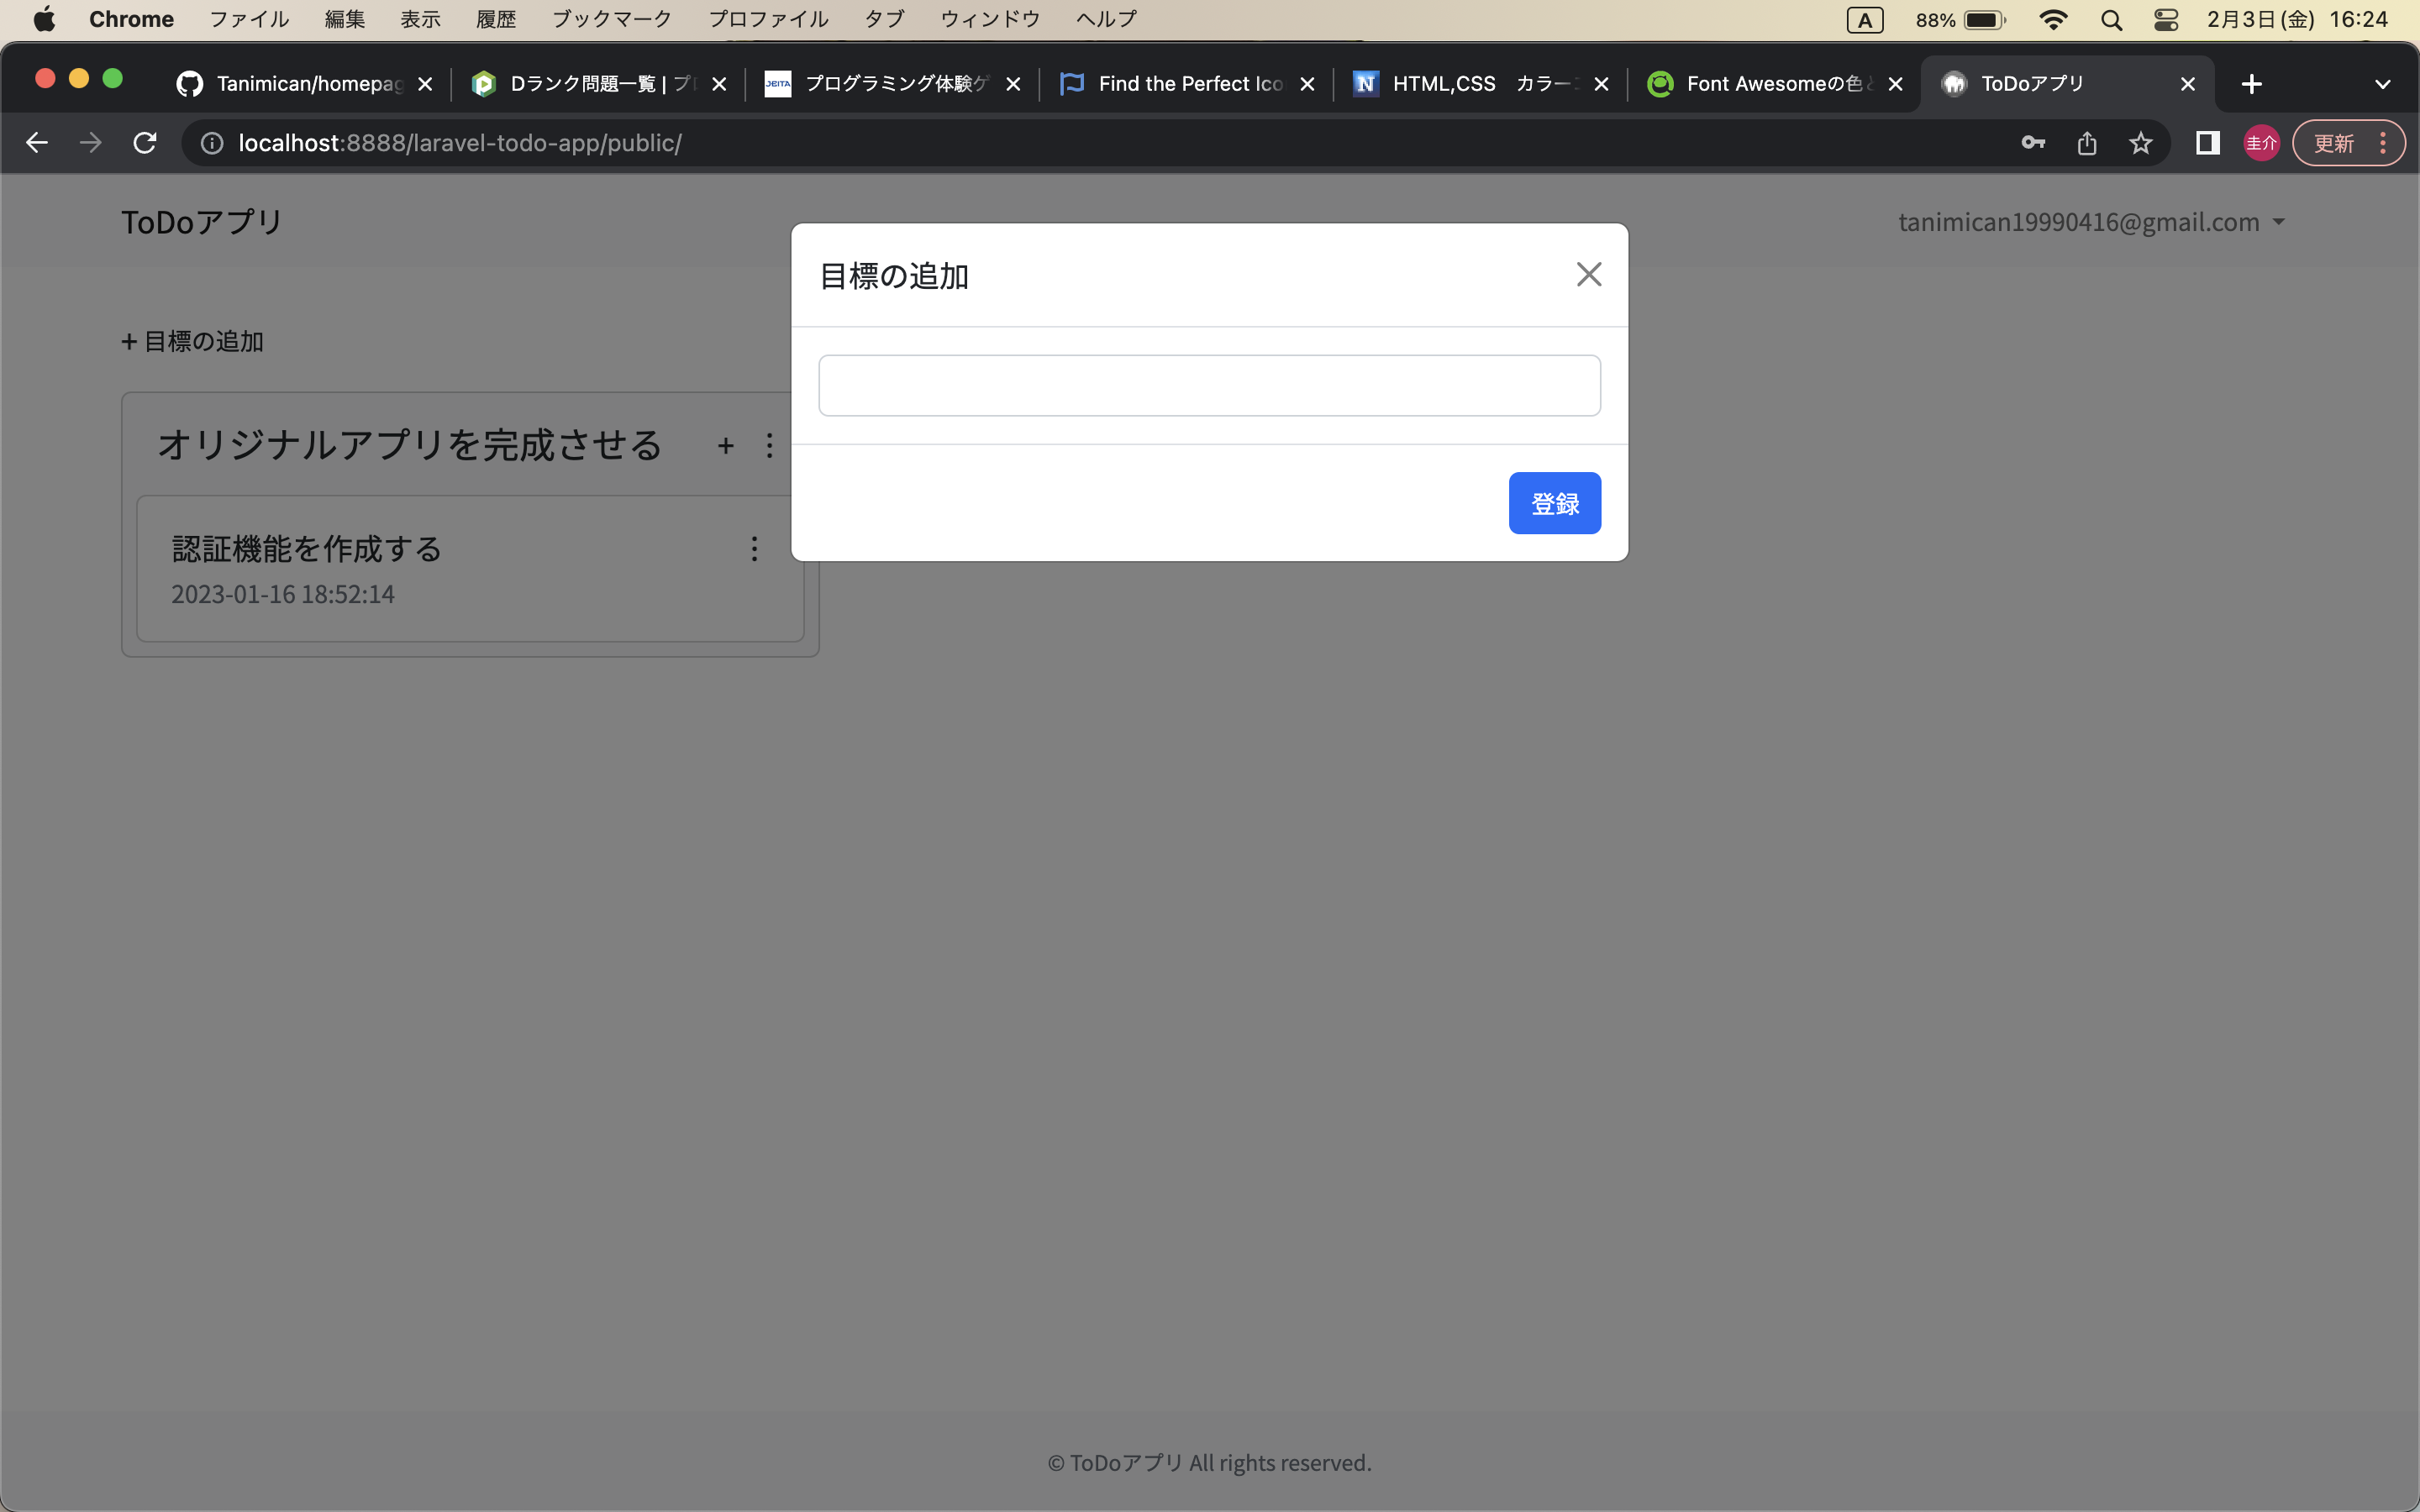 Chrome ファイル 編集 表示 履歴 ブックマーク プロファイル タブ ウィンドウ ヘルプ A 88% 2月3日(金) 16:24
Tanimican/homepag Dランク問題一覧 | プ JEITA プログラミング体験ゲ Find the Perfect Ico N HTML,CSS カラー Font Awesomeの色 ToDoアプリ
localhost:8888/laravel-todo-app/public/ 圭介 更新
ToDoアプリ tanimican19990416@gmail.com
目標の追加
+ 目標の追加
オリジナルアプリを完成させる +
登録
認証機能を作成する
2023-01-16 18:52:14
© ToDoアプリ All rights reserved.